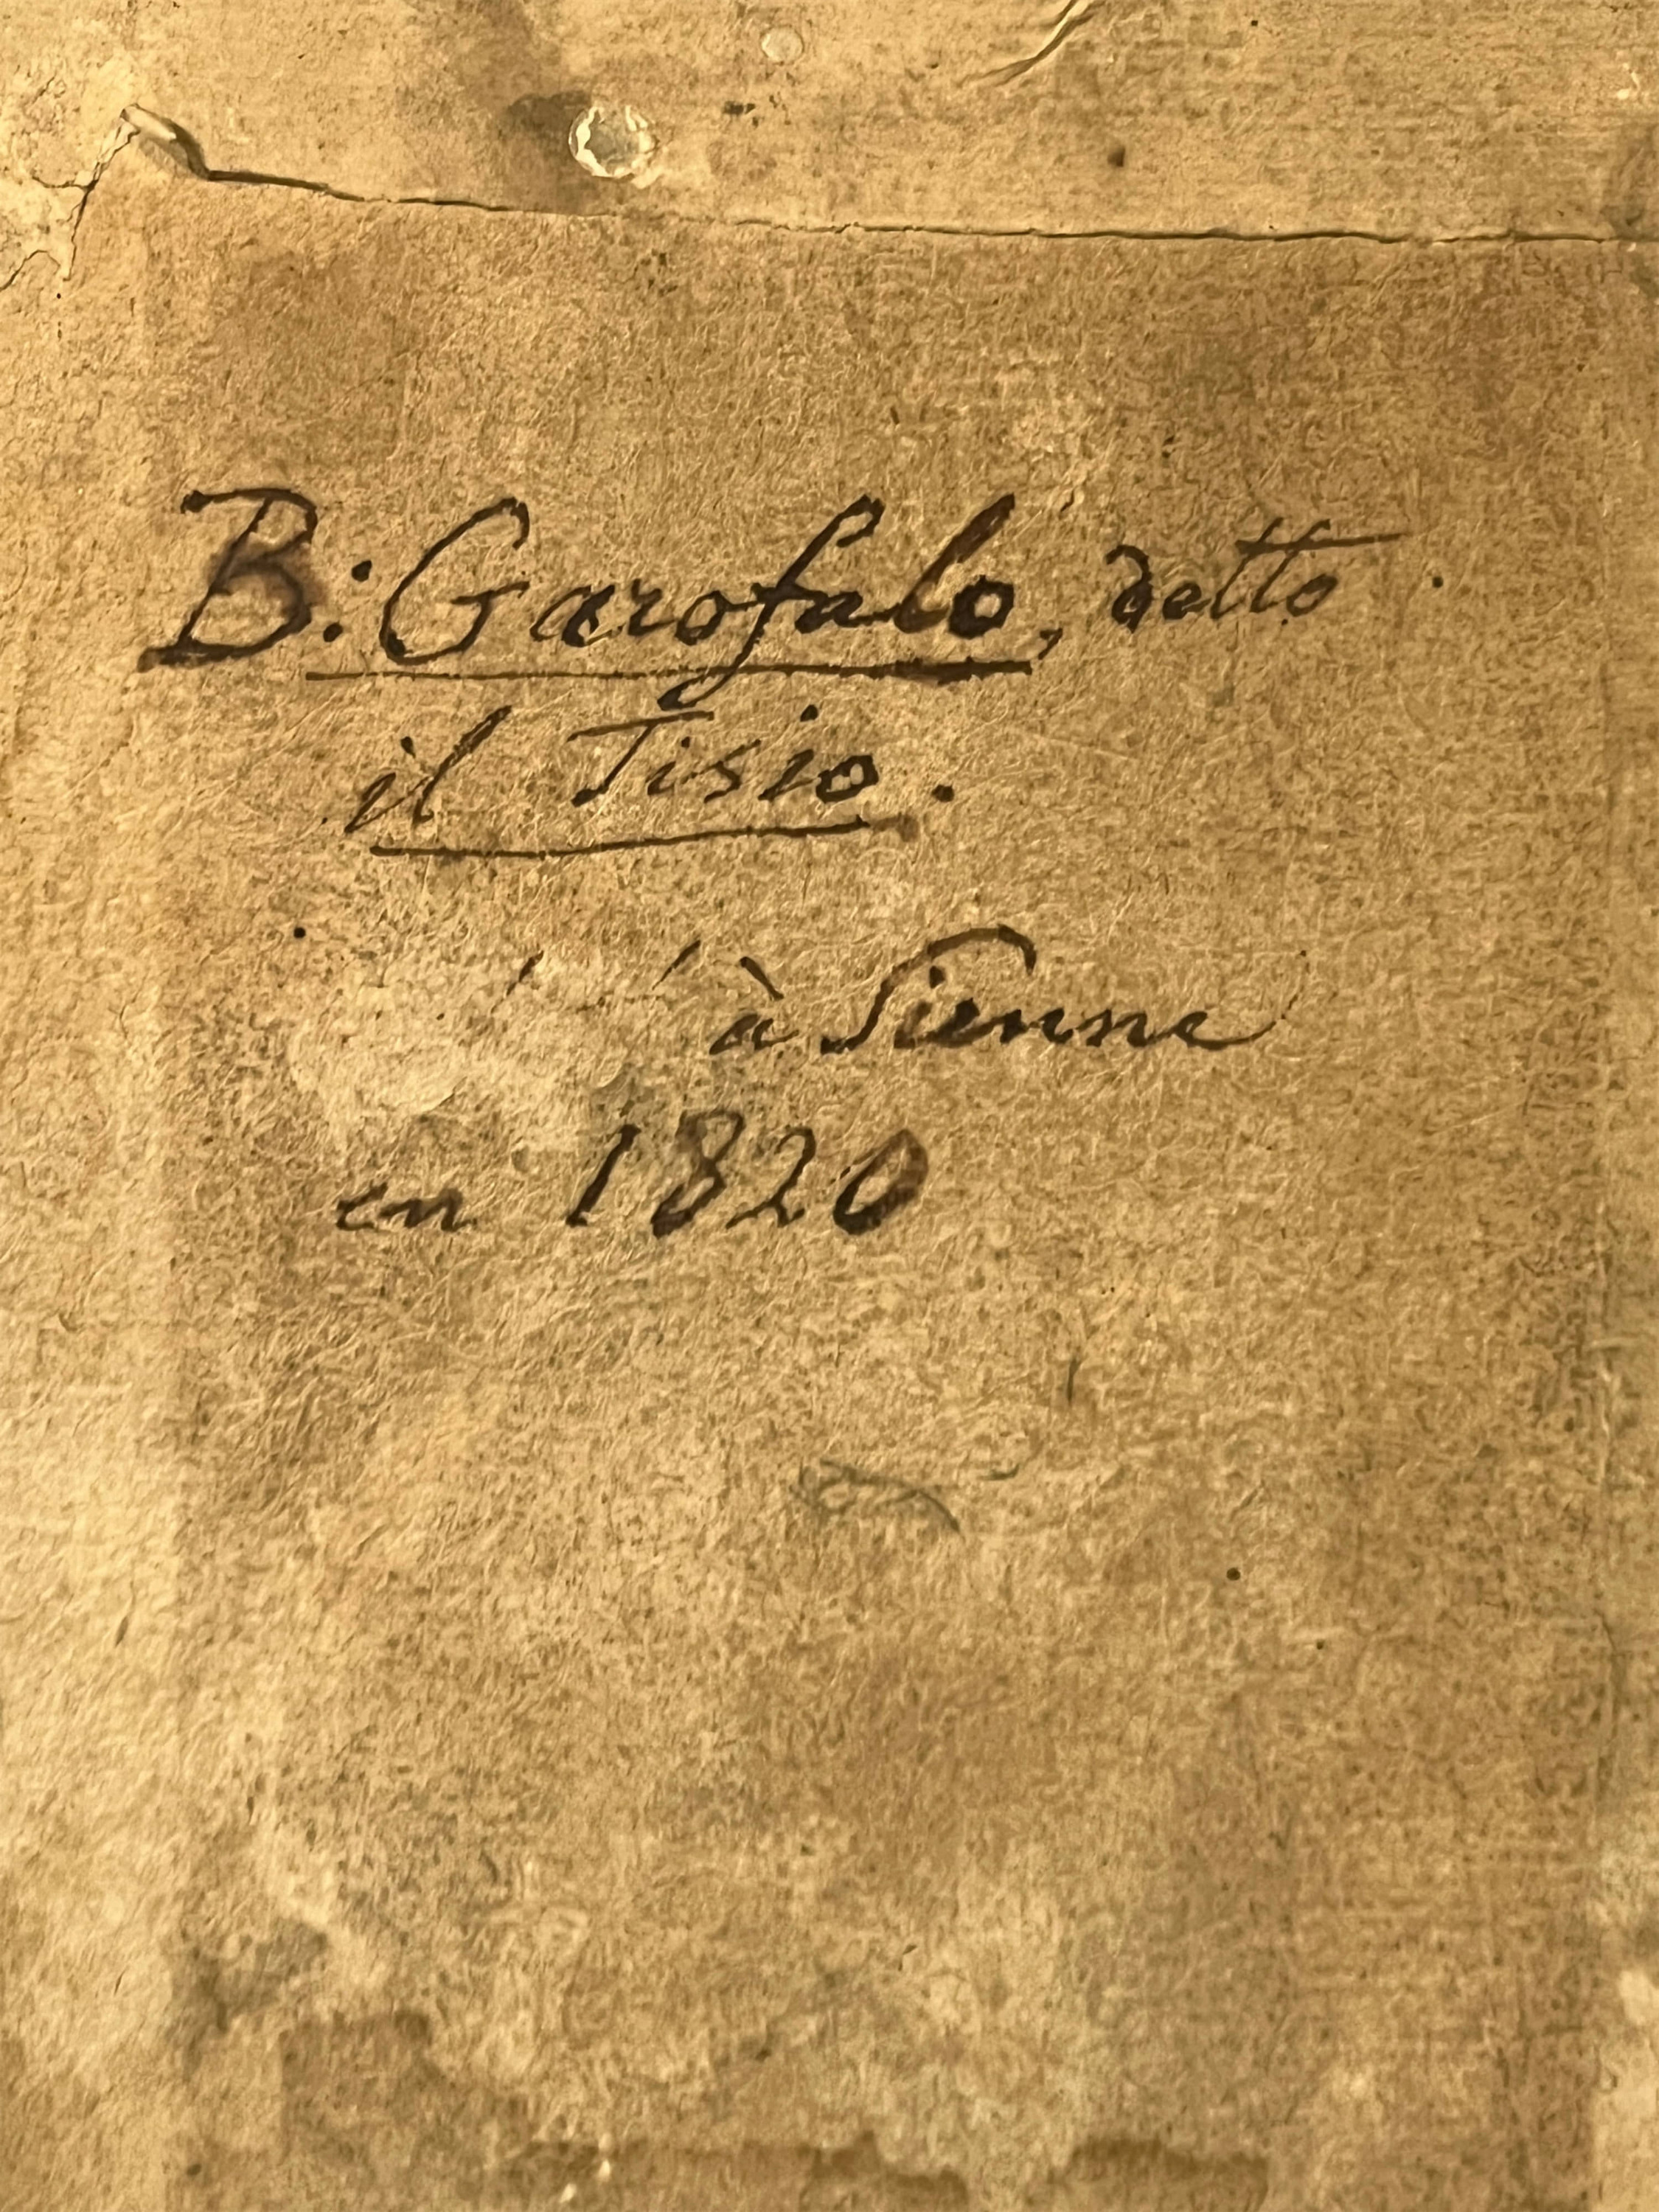 B: Garofalo, detto
il Tisio.
à Sienne
en 1820